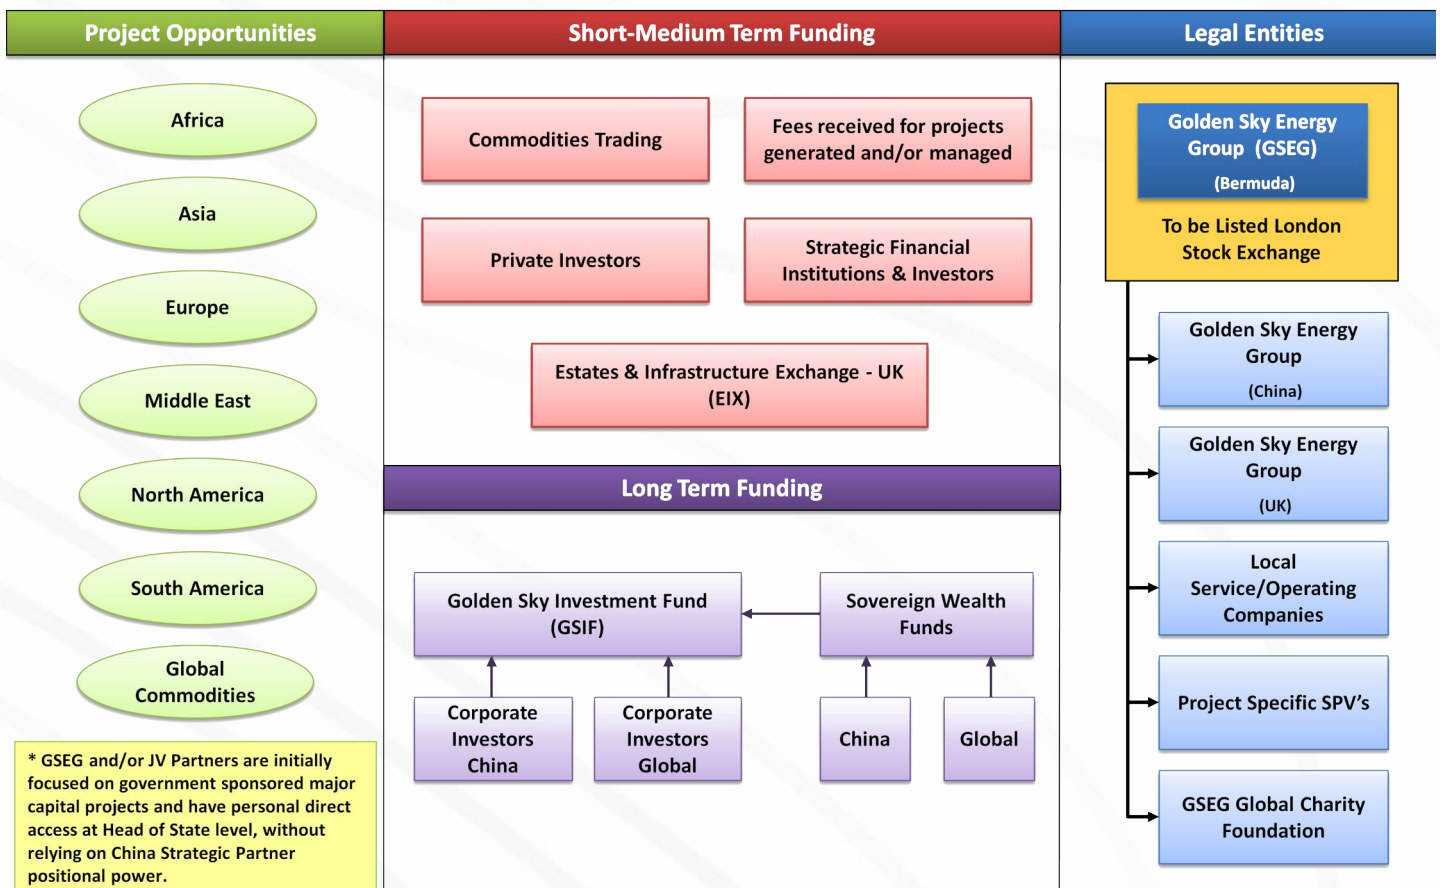 Project Opportunities
Africa
Asia
Europe
Middle East
North America
South America
Global
Commodities
* GSEG and/or JV Partners are initially
focused on government sponsored major
capital projects and have personal direct
access at Head of State level, without
relying on China Strategic Partner
positional power.
Short-Medium Term Funding
Commodities Trading
Fees received for projects
generated and/or managed
Private Investors
Strategic Financial
Institutions & Investors
Estates & Infrastructure Exchange - UK
(EIX)
Long Term Funding
Golden Sky Investment Fund
(GSIF)
Sovereign Wealth
Funds
Corporate
Investors
China
Corporate
Investors
Global
China
Global
Legal Entities
Golden Sky Energy
Group  (GSEG)
(Bermuda)
To be Listed London
Stock Exchange
Golden Sky Energy
Group
(China)
Golden Sky Energy
Group
(UK)
Local
Service/Operating
Companies
Project Specific SPV’s
GSEG Global Charity
Foundation